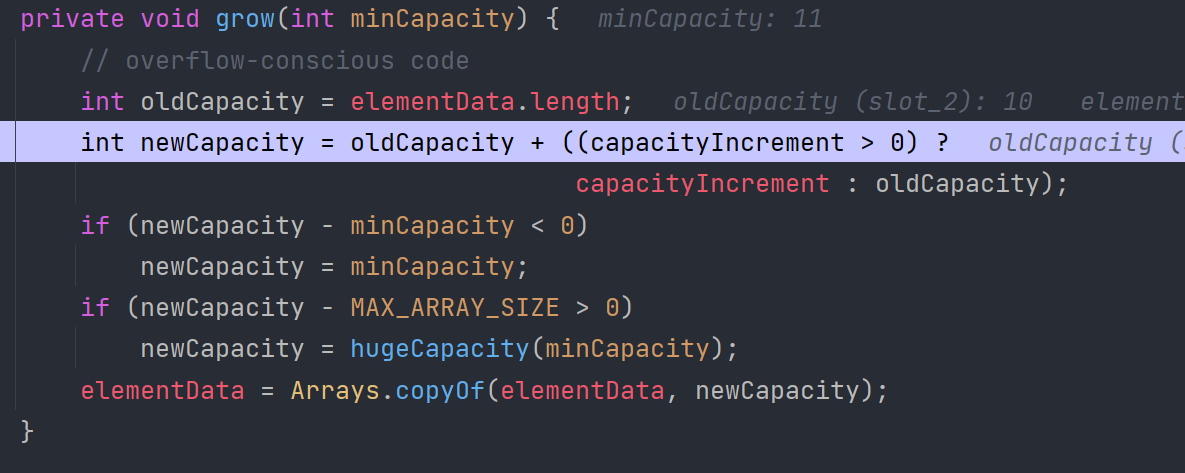 private void grow(int minCapacity) {   minCapacity: 11
    // overflow-conscious code
    int oldCapacity = elementData.length;   oldCapacity (slot_2): 10   element
    int newCapacity = oldCapacity + ((capacityIncrement > 0) ?   oldCapacity (
                                     capacityIncrement : oldCapacity);
    if (newCapacity - minCapacity < 0)
        newCapacity = minCapacity;
    if (newCapacity - MAX_ARRAY_SIZE > 0)
        newCapacity = hugeCapacity(minCapacity);
    elementData = Arrays.copyOf(elementData, newCapacity);
}